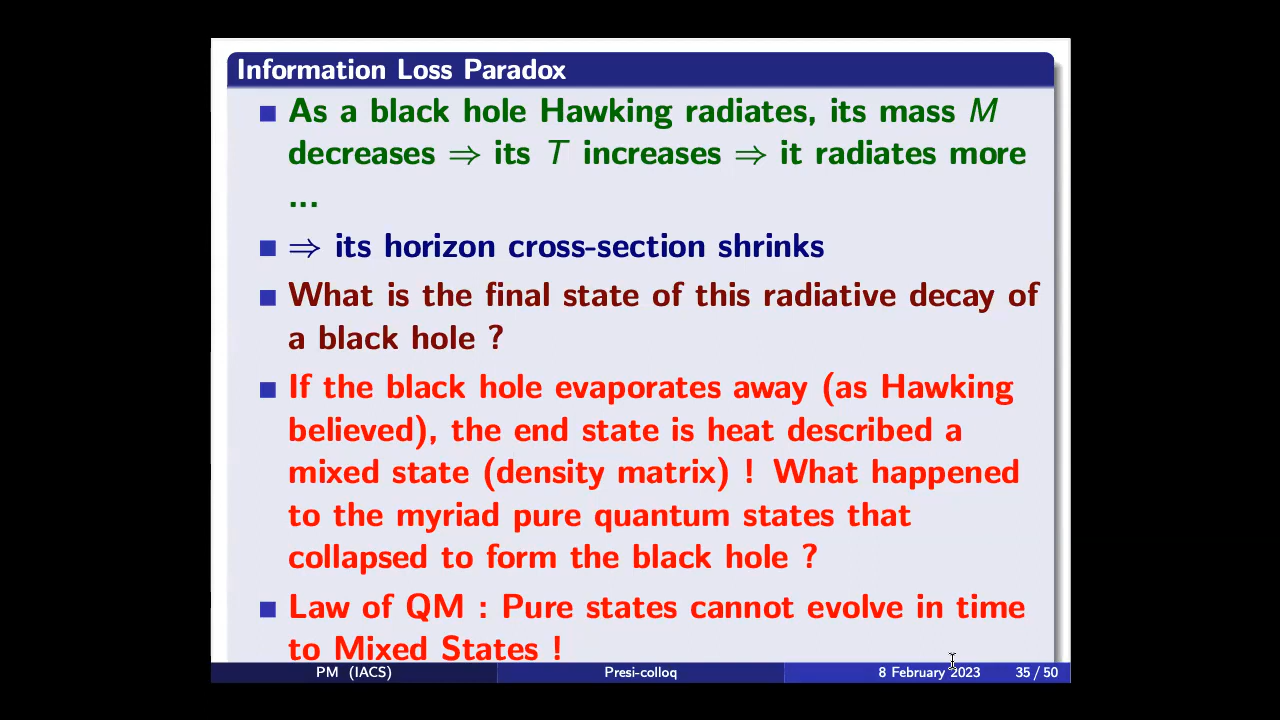 Information Loss Paradox
As a black hole Hawking radiates, its mass M
decreases ⇒ its T increases ⇒ it radiates more
...
⇒ its horizon cross-section shrinks
What is the final state of this radiative decay of
a black hole ?
If the black hole evaporates away (as Hawking
believed), the end state is heat described a
mixed state (density matrix) ! What happened
to the myriad pure quantum states that
collapsed to form the black hole ?
Law of QM : Pure states cannot evolve in time
to Mixed States !
PM (IACS) Presi-colloq 8 February 2023 35 / 50